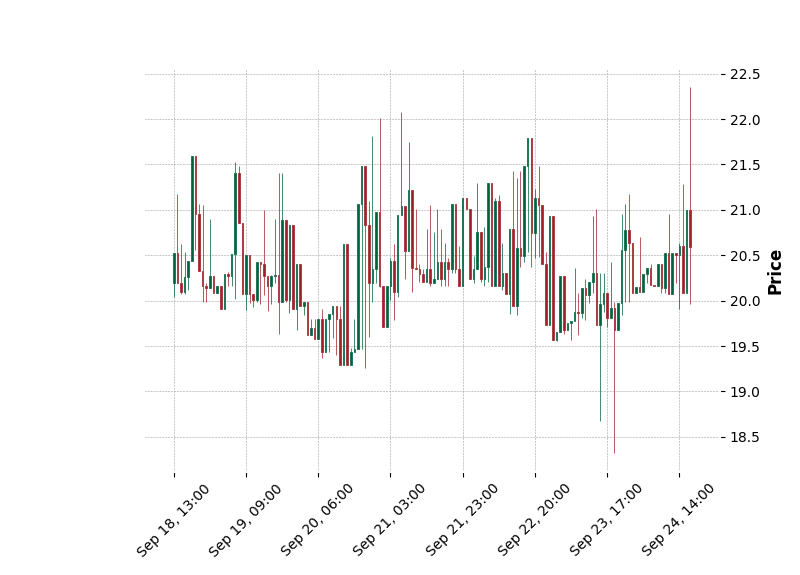 22.5
22.0
21.5
21.0
20.5
20.0
19.5
19.0
18.5
Price
Sep 18, 13:00
Sep 19, 09:00
Sep 20, 06:00
Sep 21, 03:00
Sep 21, 23:00
Sep 22, 20:00
Sep 23, 17:00
Sep 24, 14:00